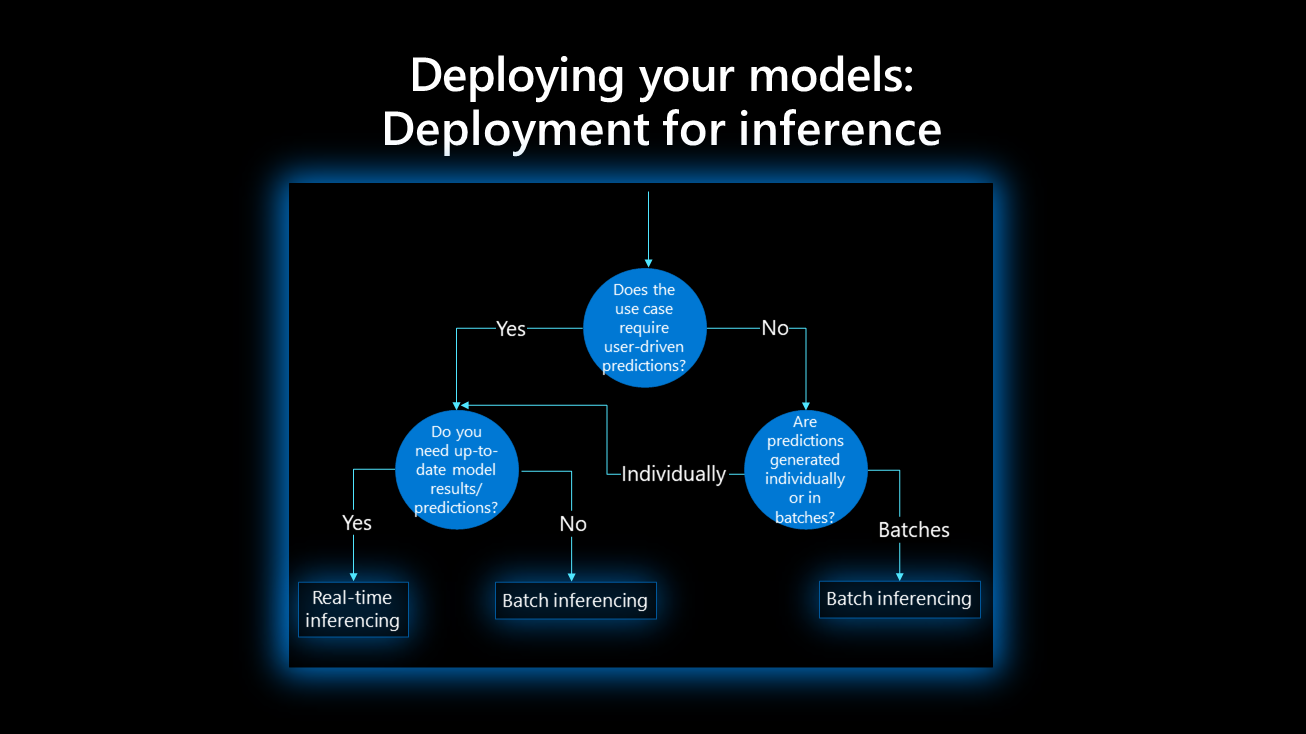 Deploying your models:
Deployment for inference
Does the
use case
require
user-driven
predictions?
Yes
No
Do you
need up-to-
date model
results/
predictions?
Are
predictions
generated
individually
or in
batches?
Individually
Yes
No
Batches
Real-time
inferencing
Batch inferencing
Batch inferencing